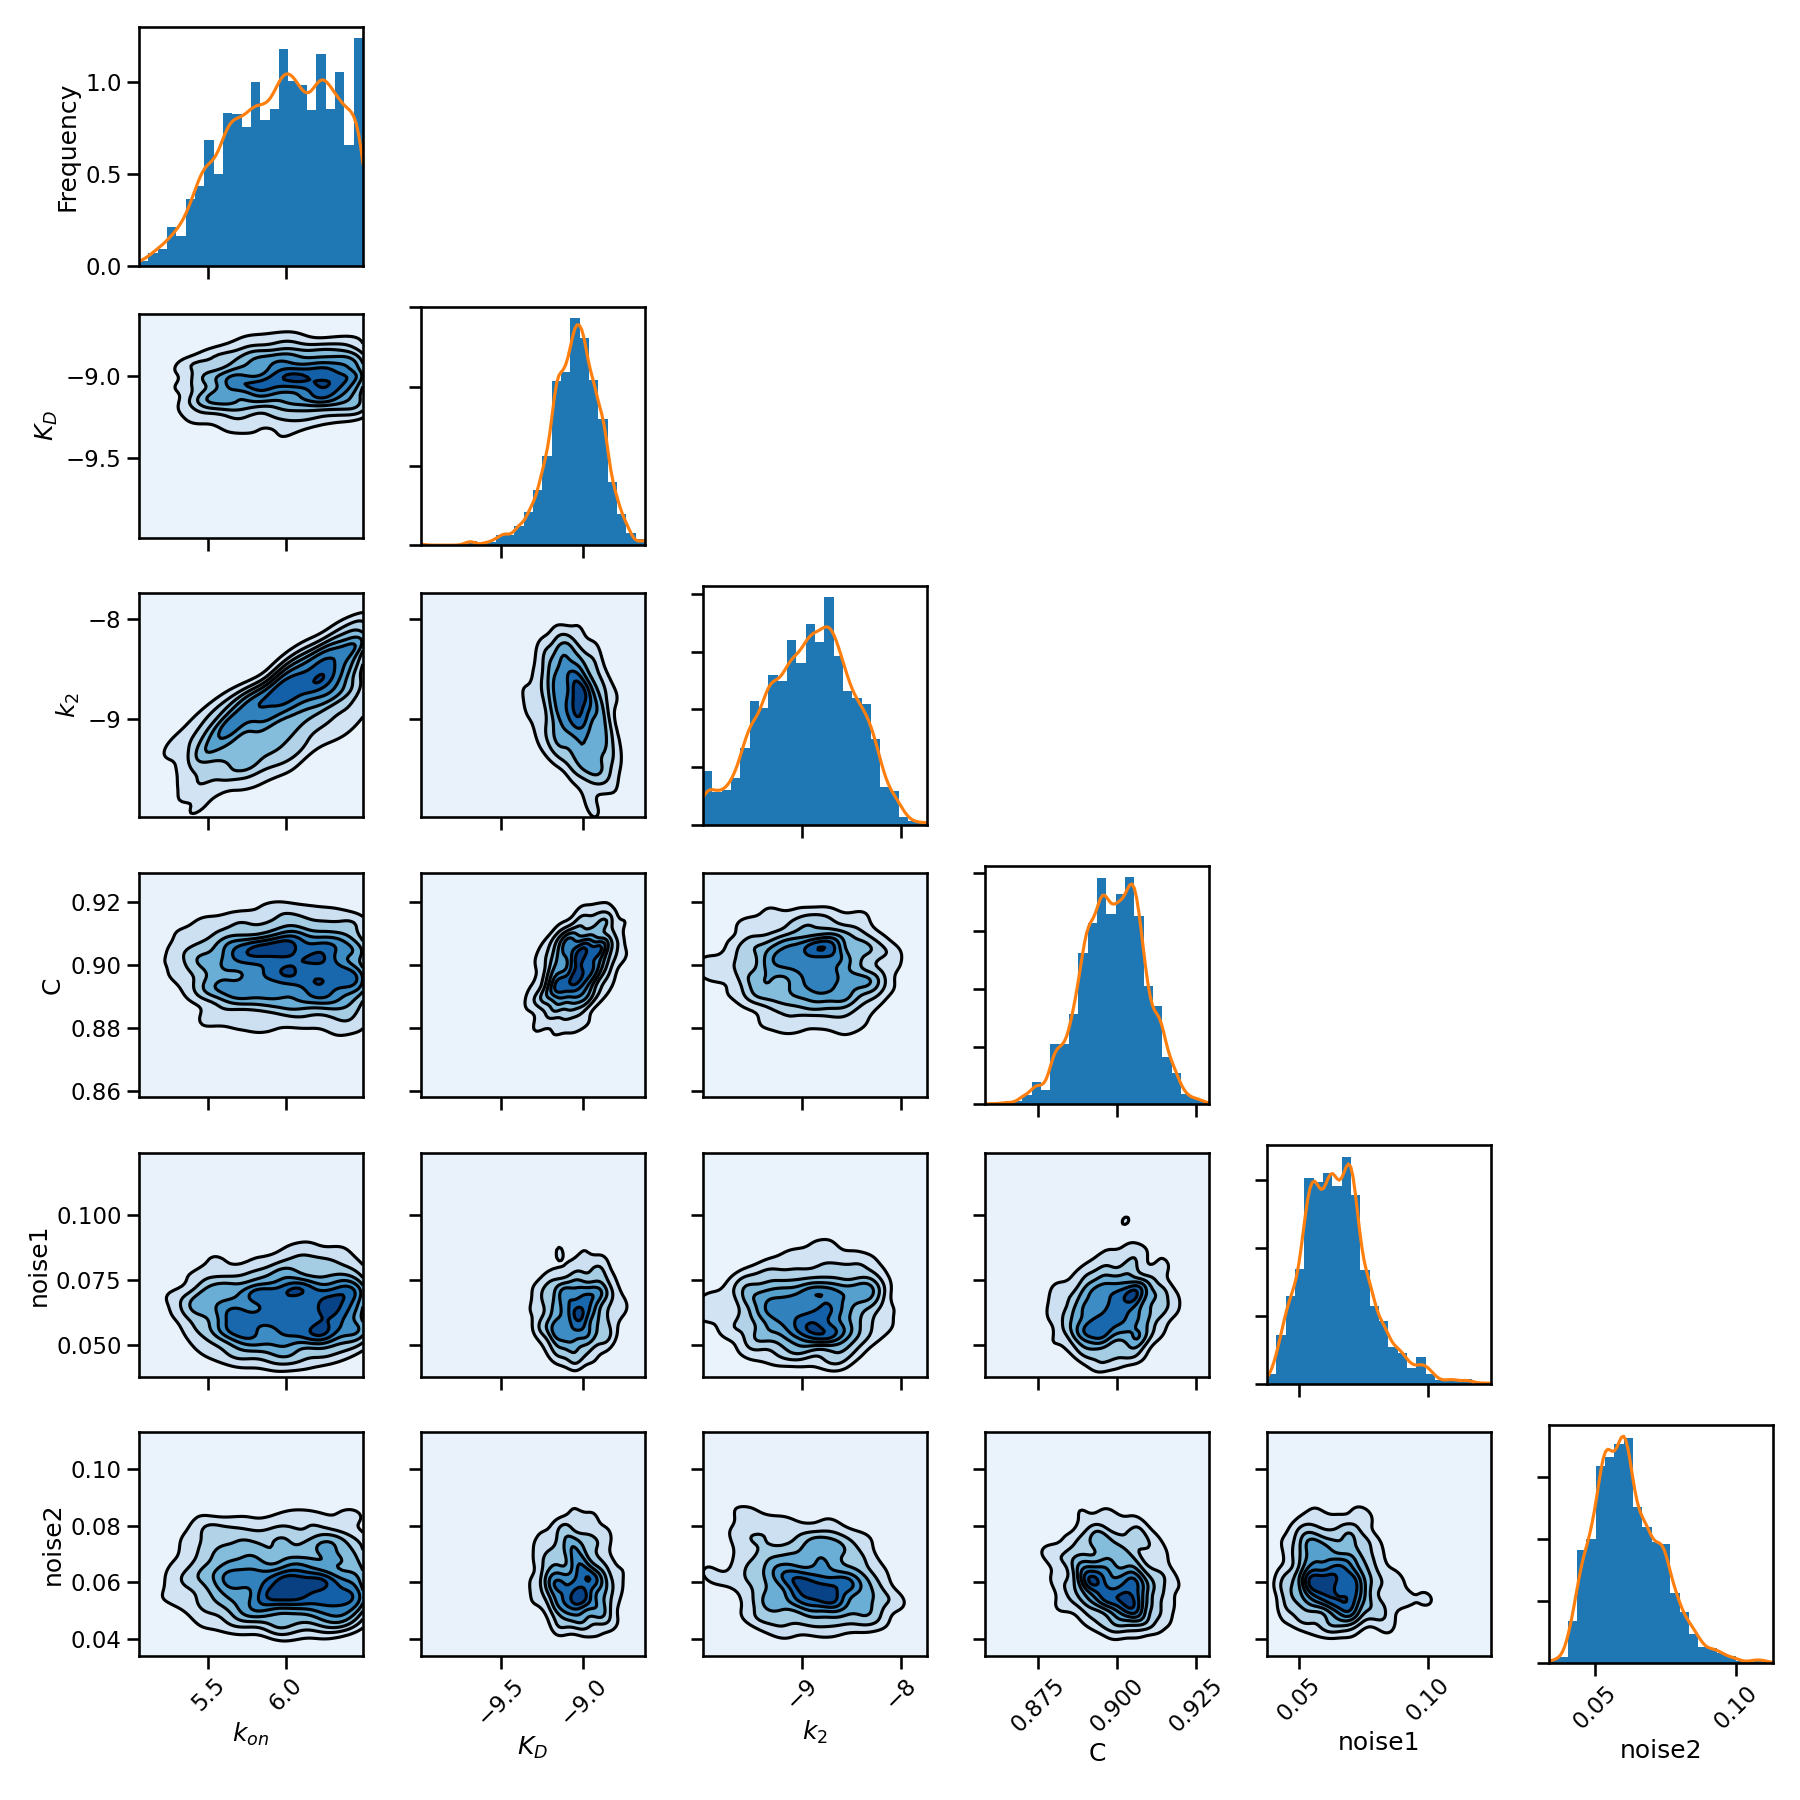 Frequency
1.0
0.5
0.0
K_D
−9.0
−9.5
k_2
−8
−9
C
0.92
0.90
0.88
0.86
noise1
0.100
0.075
0.050
noise2
0.10
0.08
0.06
0.04
5.5 6.0 −9.5 −9.0 −9 −8 0.875 0.900 0.925 0.05 0.10 0.05 0.10
k_on K_D k_2 C noise1 noise2